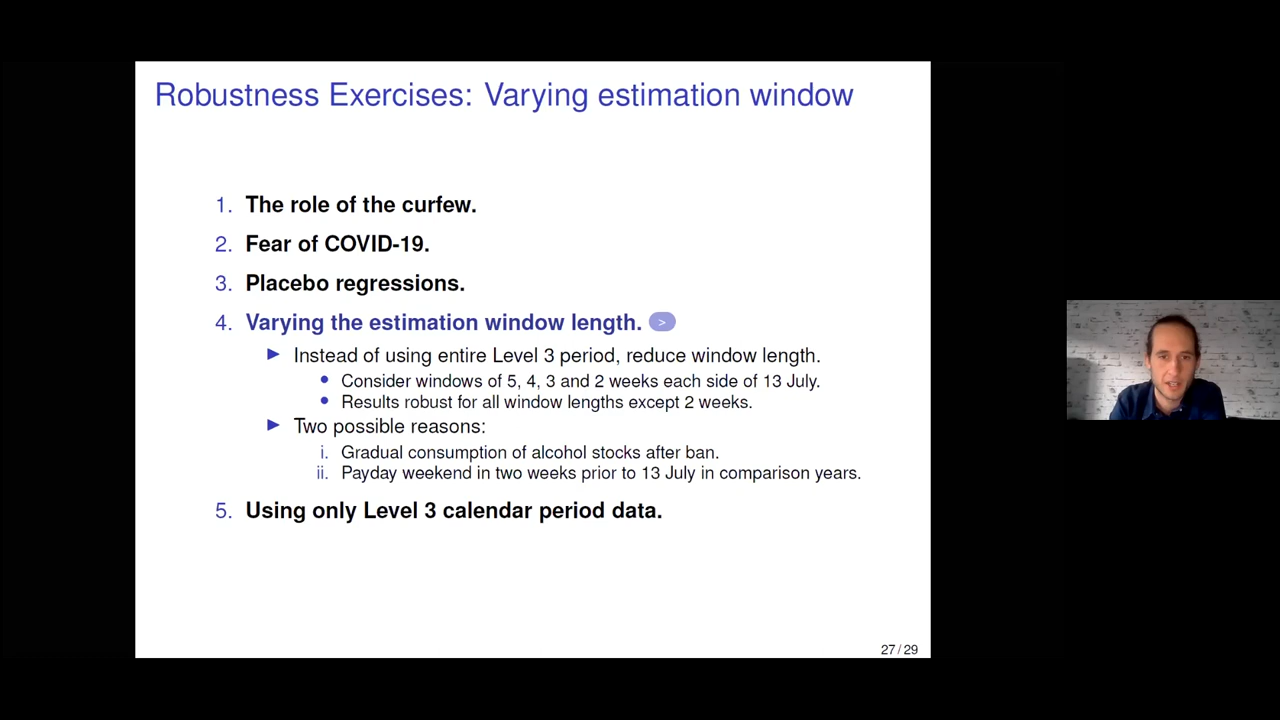 Robustness Exercises: Varying estimation window
1. The role of the curfew.
2. Fear of COVID-19.
3. Placebo regressions.
4. Varying the estimation window length. >
▶ Instead of using entire Level 3 period, reduce window length.
• Consider windows of 5, 4, 3 and 2 weeks each side of 13 July.
• Results robust for all window lengths except 2 weeks.
▶ Two possible reasons:
i. Gradual consumption of alcohol stocks after ban.
ii. Payday weekend in two weeks prior to 13 July in comparison years.
5. Using only Level 3 calendar period data.
27 / 29